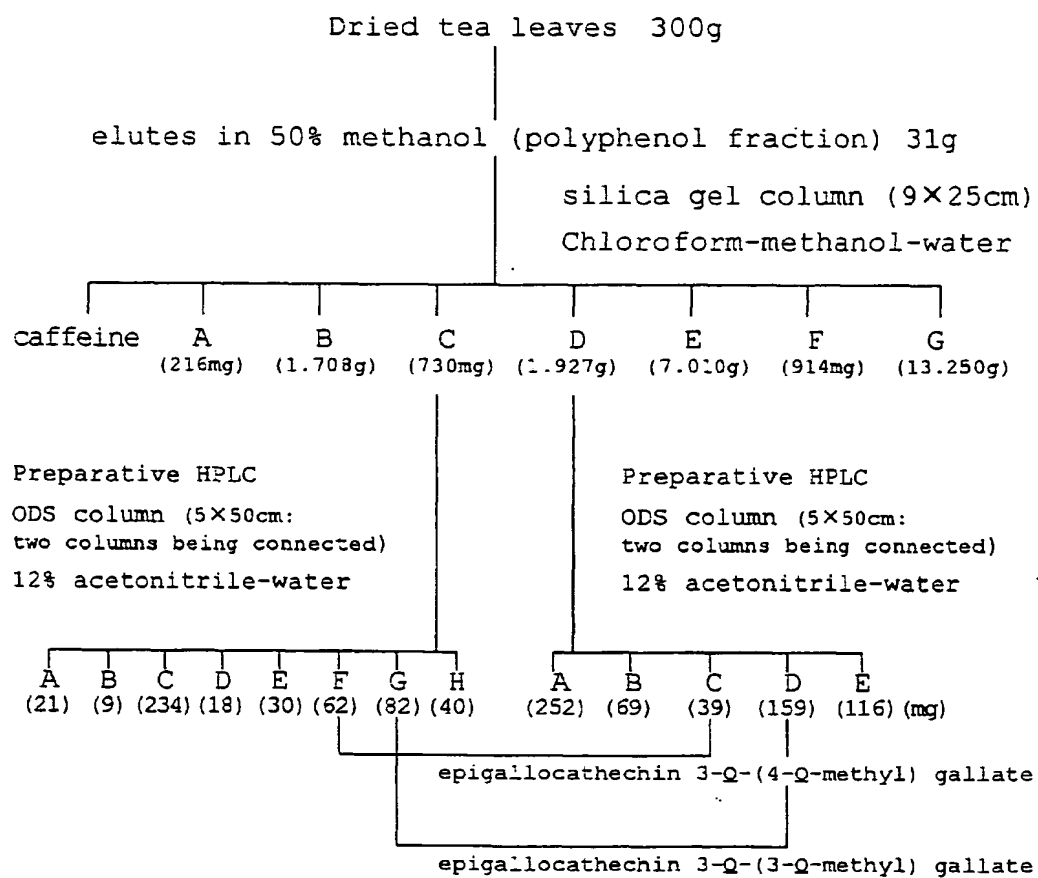 Dried tea leaves 300g
elutes in 50% methanol (polyphenol fraction) 31g
silica gel column (9×25cm)
Chloroform-methanol-water
caffeine A B C D E F G
(216mg) (1.708g) (730mg) (1.927g) (7.010g) (914mg) (13.250g)
Preparative HPLC
ODS column (5×50cm:
two columns being connected)
12% acetonitrile-water
Preparative HPLC
ODS column (5×50cm:
two columns being connected)
12% acetonitrile-water
A B C D E F G H
(21) (9) (234) (18) (30) (62) (82) (40)
A B C D E
(252) (69) (39) (159) (116) (mg)
epigallocathechin 3-O-(4-O-methyl) gallate
epigallocathechin 3-O-(3-O-methyl) gallate